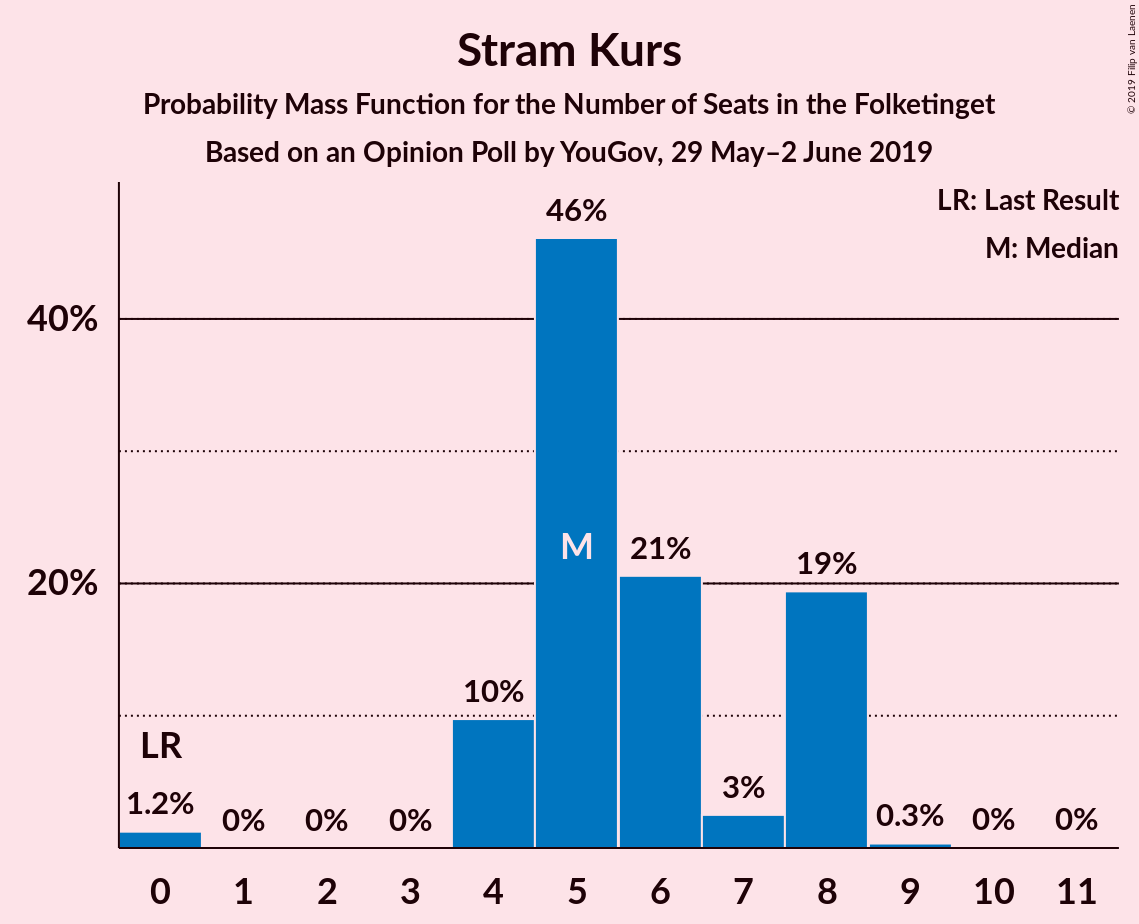 Stram Kurs
Probability Mass Function for the Number of Seats in the Folketinget
Based on an Opinion Poll by YouGov, 29 May–2 June 2019
© 2019 Filip van Laenen
LR: Last Result
M: Median
46%
40%
M
21%
19%
20%
10%
LR
3%
1.2%
0%
0%
0%
0.3%
0%
0%
0 1 2 3 4 5 6 7 8 9 10 11